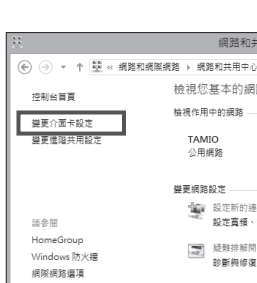 網路和共
« 網路和網際網路 ▸ 網路和共用中心
控制台首頁
變更介面卡設定
變更進階共用設定
請參閱
HomeGroup
Windows 防火牆
網際網路選項
檢視您基本的網
檢視作用中的網路
TAMIO
公用網路
變更網路設定
設定新的連
設定寬頻、
疑難排解問
診斷與修復